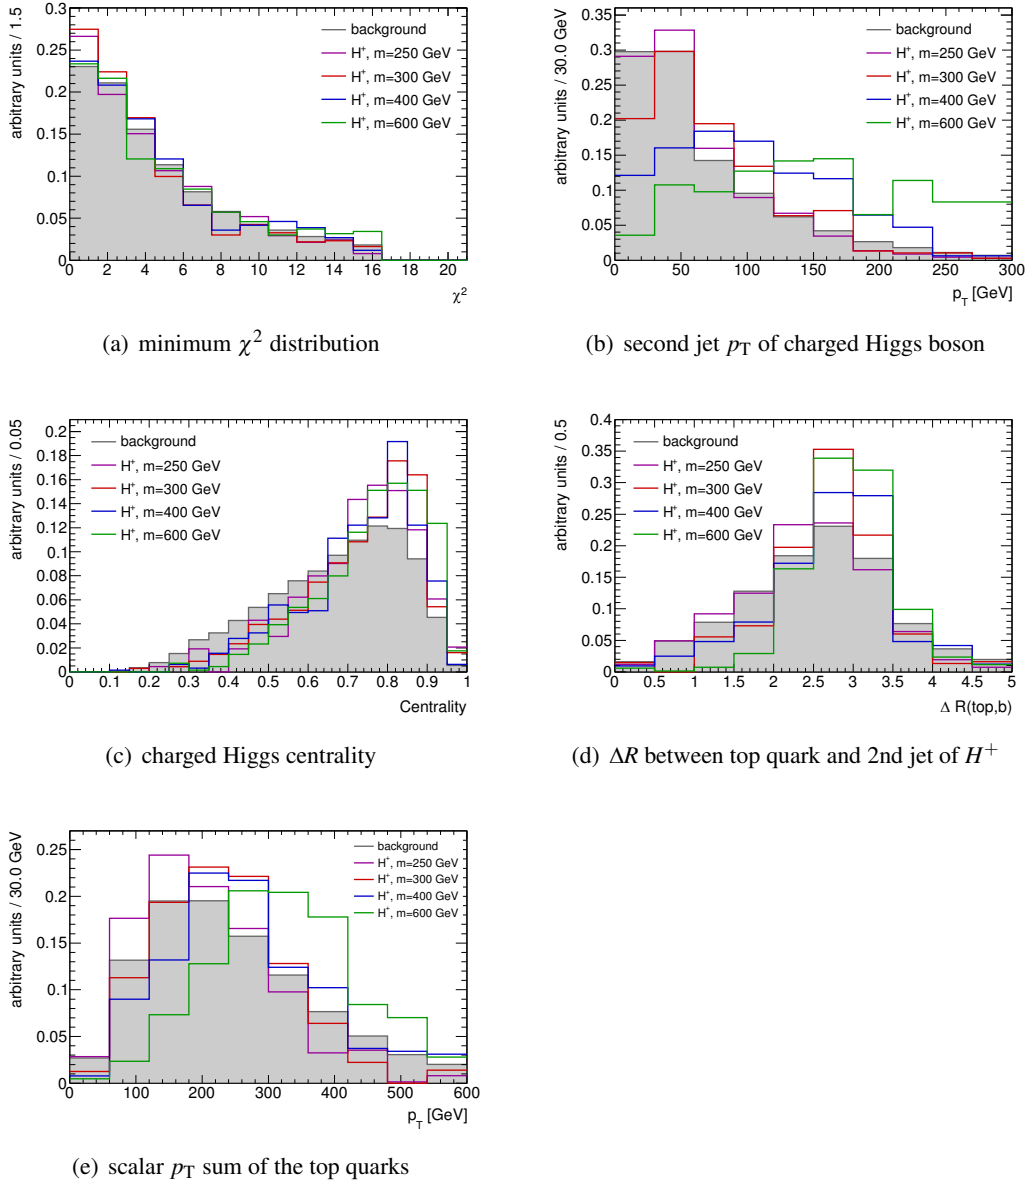 arbitrary units / 1.5
0.3
0.25
0.2
0.15
0.1
0.05
0
background
H⁺, m=250 GeV
H⁺, m=300 GeV
H⁺, m=400 GeV
H⁺, m=600 GeV
0 2 4 6 8 10 12 14 16 18 20
χ²
(a) minimum χ² distribution
arbitrary units / 30.0 GeV
0.35
0.3
0.25
0.2
0.15
0.1
0.05
0
background
H⁺, m=250 GeV
H⁺, m=300 GeV
H⁺, m=400 GeV
H⁺, m=600 GeV
0 50 100 150 200 250 300
p_T [GeV]
(b) second jet p_T of charged Higgs boson
arbitrary units / 0.05
0.2
0.18
0.16
0.14
0.12
0.1
0.08
0.06
0.04
0.02
0
background
H⁺, m=250 GeV
H⁺, m=300 GeV
H⁺, m=400 GeV
H⁺, m=600 GeV
0 0.1 0.2 0.3 0.4 0.5 0.6 0.7 0.8 0.9 1
Centrality
(c) charged Higgs centrality
arbitrary units / 0.5
0.4
0.35
0.3
0.25
0.2
0.15
0.1
0.05
0
background
H⁺, m=250 GeV
H⁺, m=300 GeV
H⁺, m=400 GeV
H⁺, m=600 GeV
0 0.5 1 1.5 2 2.5 3 3.5 4 4.5 5
Δ R(top,b)
(d) ΔR between top quark and 2nd jet of H⁺
arbitrary units / 30.0 GeV
0.25
0.2
0.15
0.1
0.05
0
background
H⁺, m=250 GeV
H⁺, m=300 GeV
H⁺, m=400 GeV
H⁺, m=600 GeV
0 100 200 300 400 500 600
p_T [GeV]
(e) scalar p_T sum of the top quarks